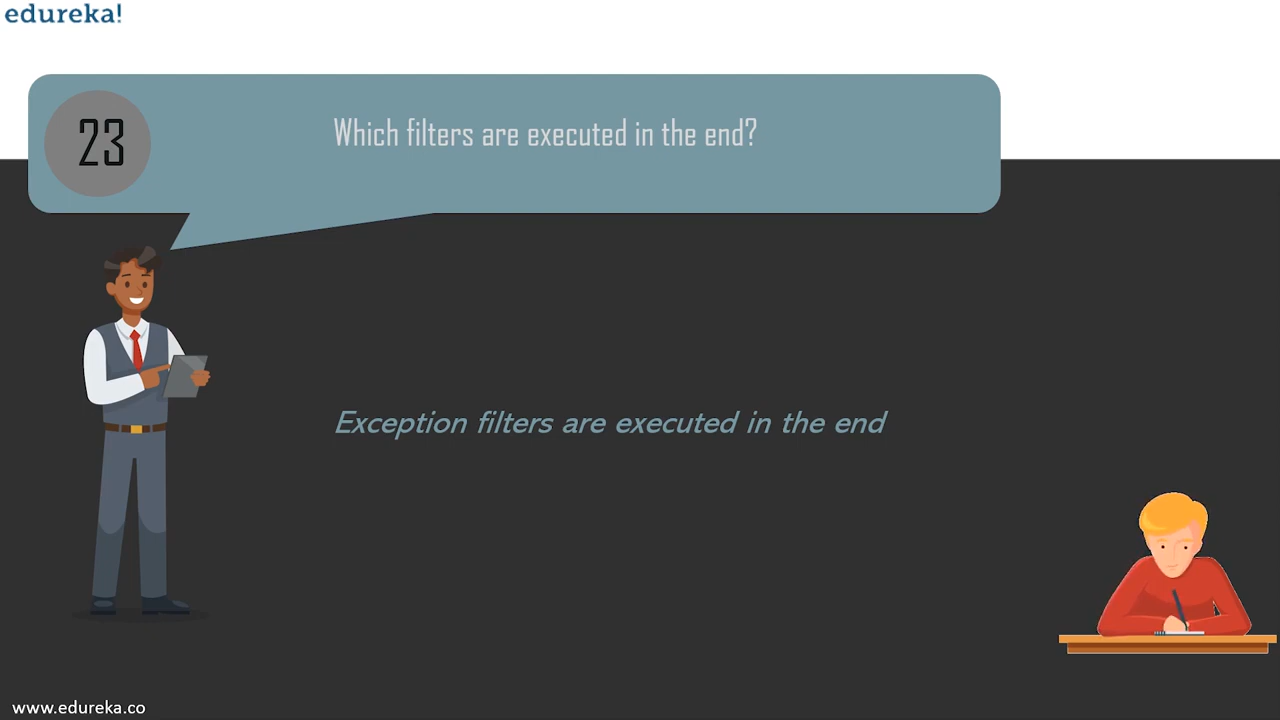 edureka!
23
Which filters are executed in the end?
Exception filters are executed in the end
www.edureka.co